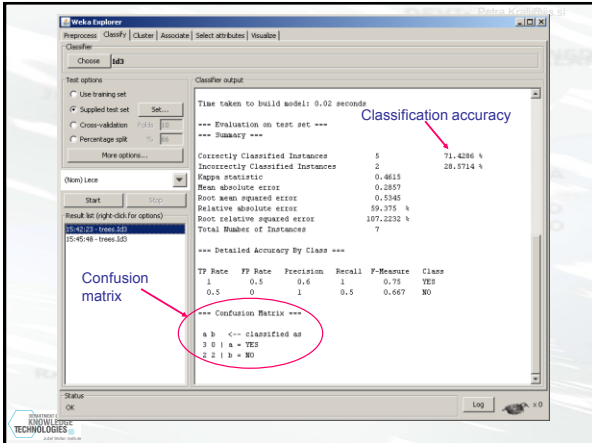 Petra.Kralj@ijs.si
Weka Explorer
Preprocess Classify Cluster Associate Select attributes Visualize
Classifier
Choose Id3
Test options
Use training set
Supplied test set Set...
Cross-validation Folds 10
Percentage split % 66
More options...
(Nom) Lece
Start Stop
Result list (right-click for options)
15:42:23 - trees.Id3
15:45:48 - trees.Id3
Classifier output
Time taken to build model: 0.02 seconds
Classification accuracy
=== Evaluation on test set ===
=== Summary ===
Correctly Classified Instances 5 71.4286 %
Incorrectly Classified Instances 2 28.5714 %
Kappa statistic 0.4615
Mean absolute error 0.2857
Root mean squared error 0.5345
Relative absolute error 59.375 %
Root relative squared error 107.2232 %
Total Number of Instances 7
=== Detailed Accuracy By Class ===
TP Rate FP Rate Precision Recall F-Measure Class
1 0.5 0.6 1 0.75 YES
0.5 0 1 0.5 0.667 NO
Confusion
matrix
=== Confusion Matrix ===
a b <-- classified as
3 0 | a = YES
2 2 | b = NO
Status
OK
Log x 0
KNOWLEDGE
TECHNOLOGIES